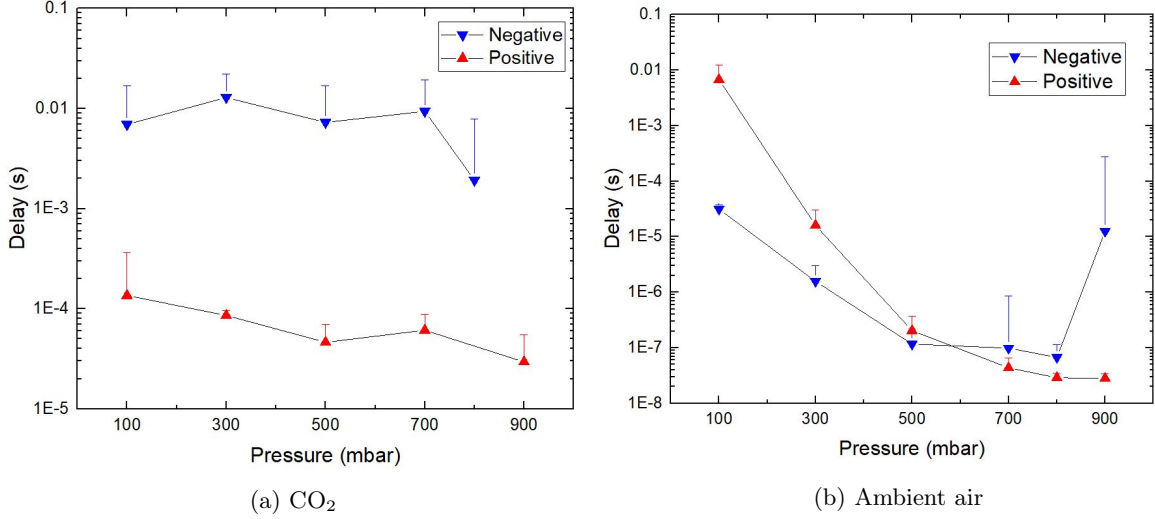 0.1
0.01
1E-3
1E-4
1E-5
Delay (s)
Negative
Positive
100 300 500 700 900
Pressure (mbar)
(a) CO₂
0.1
0.01
1E-3
1E-4
1E-5
1E-6
1E-7
1E-8
Delay (s)
Negative
Positive
100 300 500 700 900
Pressure (mbar)
(b) Ambient air